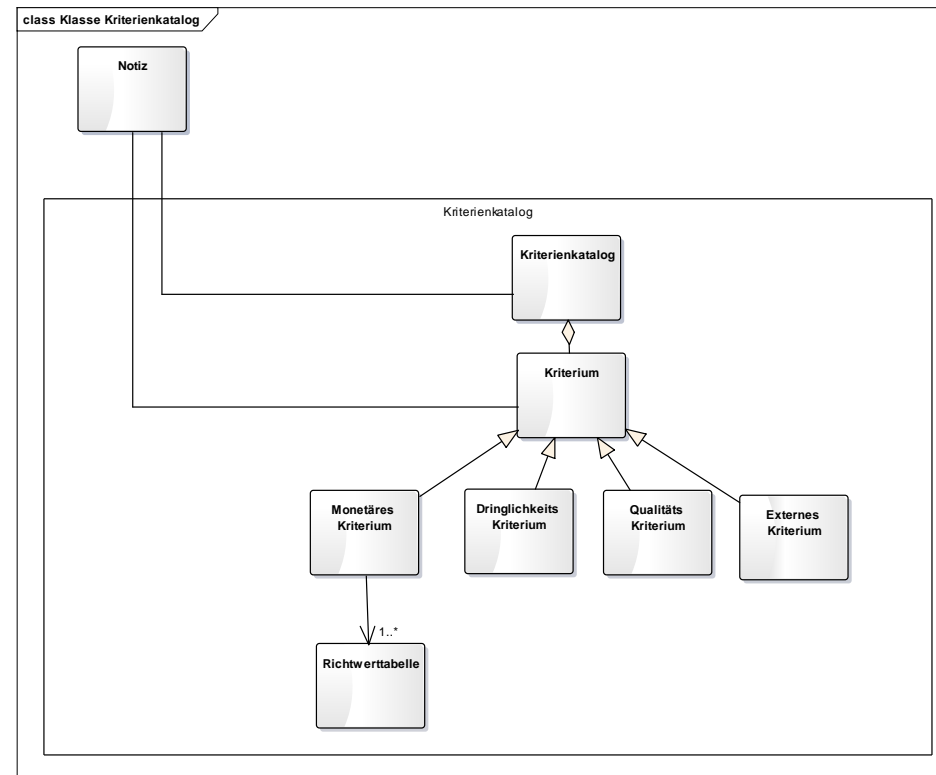 class Klasse Kriterienkatalog
Notiz
Kriterienkatalog
Kriterienkatalog
Kriterium
Monetäres
Kriterium
Dringlichkeits
Kriterium
Qualitäts
Kriterium
Externes
Kriterium
1..*
Richtwerttabelle